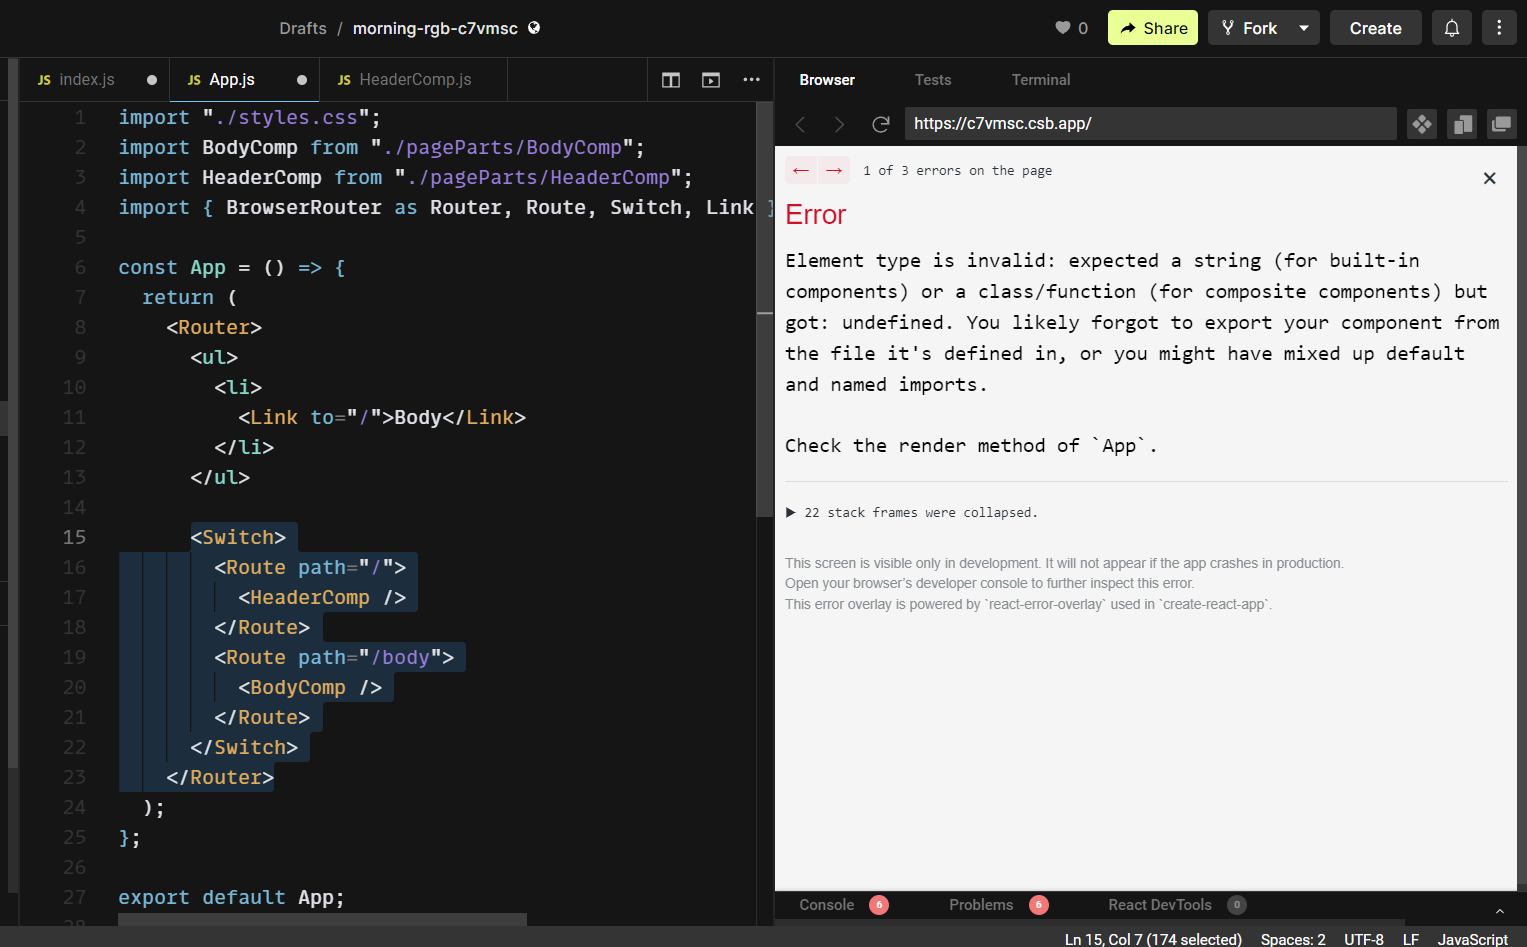 Drafts / morning-rgb-c7vmsc
0
Share
Fork
Create
JS index.js
JS App.js
JS HeaderComp.js
Browser
Tests
Terminal
https://c7vmsc.csb.app/
1 import "./styles.css";
2 import BodyComp from "./pageParts/BodyComp";
3 import HeaderComp from "./pageParts/HeaderComp";
4 import { BrowserRouter as Router, Route, Switch, Link }
5
6 const App = () => {
7 return (
8 <Router>
9 <ul>
10 <li>
11 <Link to="/">Body</Link>
12 </li>
13 </ul>
14
15 <Switch>
16 <Route path="/">
17 <HeaderComp />
18 </Route>
19 <Route path="/body">
20 <BodyComp />
21 </Route>
22 </Switch>
23 </Router>
24 );
25 };
26
27 export default App;
← → 1 of 3 errors on the page
Error
Element type is invalid: expected a string (for built-in
components) or a class/function (for composite components) but
got: undefined. You likely forgot to export your component from
the file it's defined in, or you might have mixed up default
and named imports.
Check the render method of `App`.
▶ 22 stack frames were collapsed.
This screen is visible only in development. It will not appear if the app crashes in production.
Open your browser’s developer console to further inspect this error.
This error overlay is powered by `react-error-overlay` used in `create-react-app`.
Console 6
Problems 6
React DevTools 0
Ln 15, Col 7 (174 selected) Spaces: 2 UTF-8 LF JavaScript